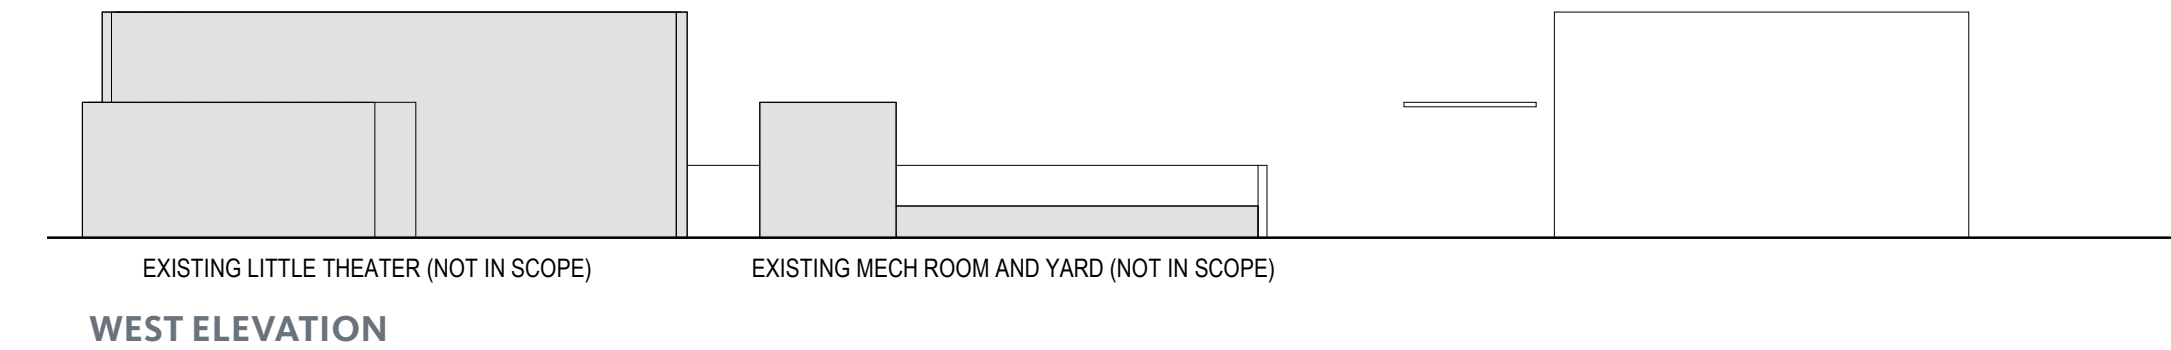 EXISTING LITTLE THEATER (NOT IN SCOPE)
EXISTING MECH ROOM AND YARD (NOT IN SCOPE)
WEST ELEVATION